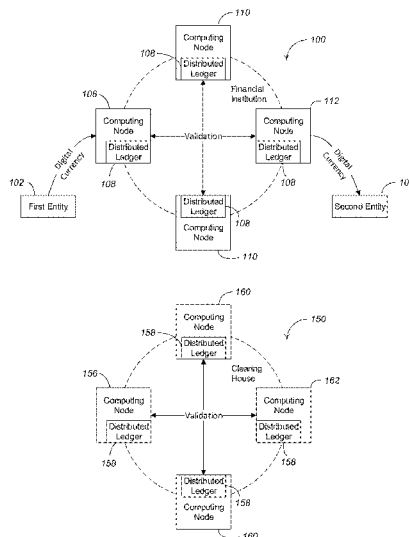 110
Computing
Node
108
Distributed
Ledger
100
Financial
Institution
106
Computing
Node
Distributed
Ledger
108
Validation
112
Computing
Node
Distributed
Ledger
108
Digital
Currency
102
First Entity
Digital
Currency
10
Second Entity
Distributed
Ledger
108
Computing
Node
110
160
Computing
Node
158
Distributed
Ledger
150
Clearing
House
156
Computing
Node
Distributed
Ledger
158
Validation
162
Computing
Node
Distributed
Ledger
158
Distributed
Ledger
158
Computing
Node
160